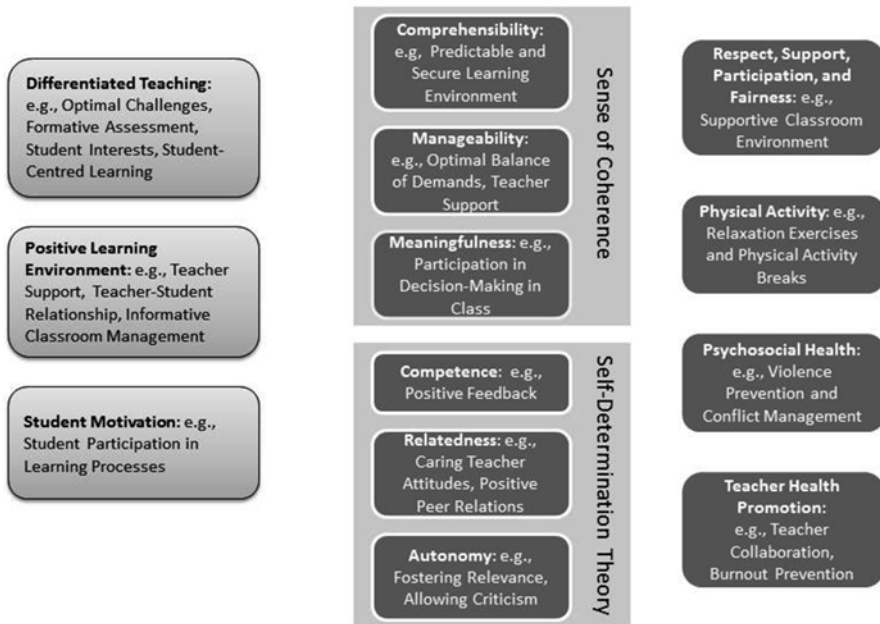 Differentiated Teaching:
e.g., Optimal Challenges,
Formative Assessment,
Student Interests, Student-
Centred Learning
Positive Learning
Environment: e.g., Teacher
Support, Teacher-Student
Relationship, Informative
Classroom Management
Student Motivation: e.g.,
Student Participation in
Learning Processes
Sense of Coherence
Comprehensibility:
e.g, Predictable and
Secure Learning
Environment
Manageability:
e.g., Optimal Balance
of Demands, Teacher
Support
Meaningfulness: e.g.,
Participation in
Decision-Making in
Class
Self-Determination Theory
Competence: e.g.,
Positive Feedback
Relatedness: e.g.,
Caring Teacher
Attitudes, Positive
Peer Relations
Autonomy: e.g.,
Fostering Relevance,
Allowing Criticism
Respect, Support,
Participation, and
Fairness: e.g.,
Supportive Classroom
Environment
Physical Activity: e.g.,
Relaxation Exercises
and Physical Activity
Breaks
Psychosocial Health:
e.g., Violence
Prevention and
Conflict Management
Teacher Health
Promotion:
e.g., Teacher
Collaboration,
Burnout Prevention